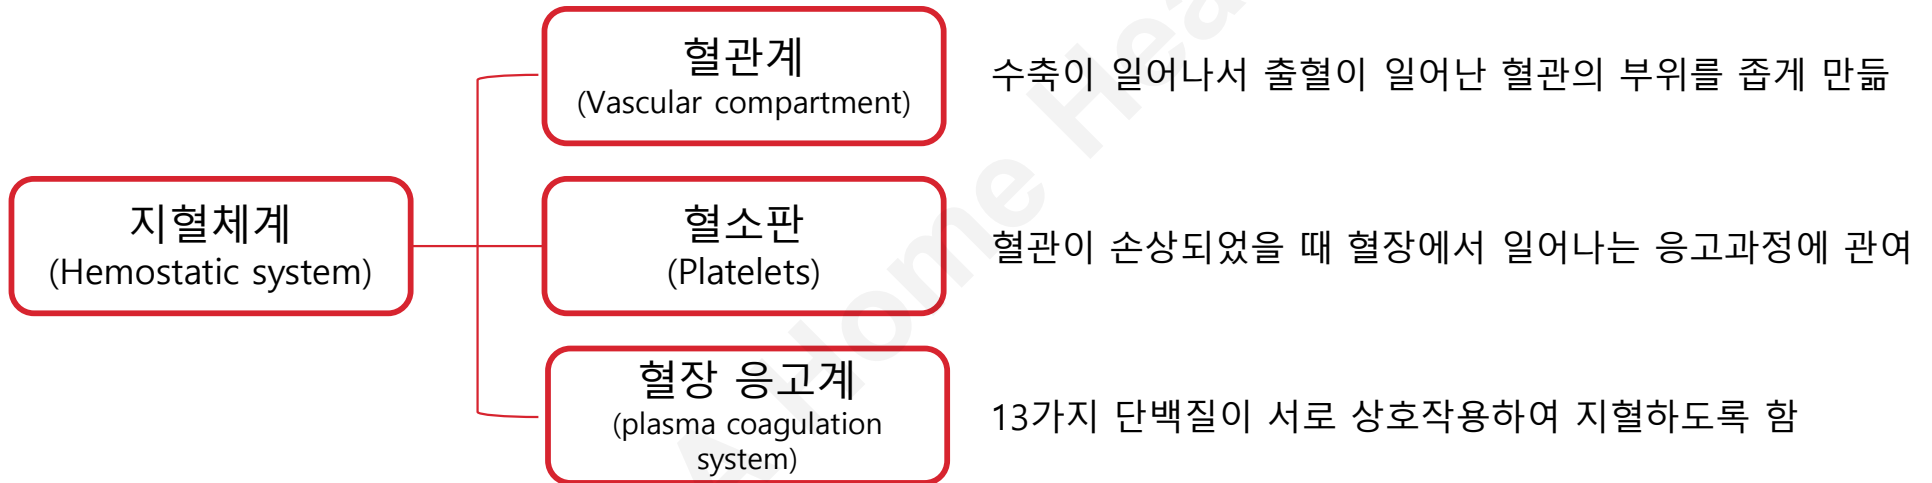 혈관계
(Vascular compartment)
수축이 일어나서 출혈이 일어난 혈관의 부위를 좁게 만듦
지혈체계
(Hemostatic system)
혈소판
(Platelets)
혈관이 손상되었을 때 혈장에서 일어나는 응고과정에 관여
혈장 응고계
(plasma coagulation
system)
13가지 단백질이 서로 상호작용하여 지혈하도록 함
Home